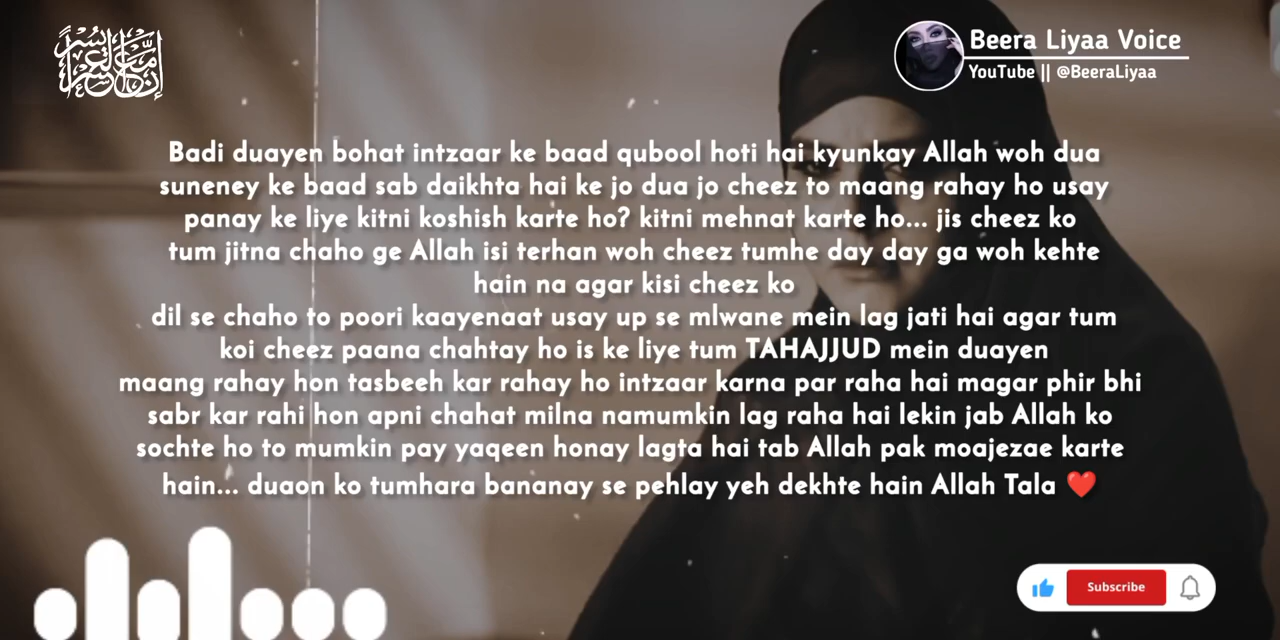 إن مع العسر يسرا
Beera Liyaa Voice
YouTube || @BeeraLiyaa
Badi duayen bohat intzaar ke baad qubool hoti hai kyunkay Allah woh dua
suneney ke baad sab daikhta hai ke jo dua jo cheez to maang rahay ho usay
panay ke liye kitni koshish karte ho? kitni mehnat karte ho... jis cheez ko
tum jitna chaho ge Allah isi terhan woh cheez tumhe day day ga woh kehte
hain na agar kisi cheez ko
dil se chaho to poori kaayenaat usay up se mlwane mein lag jati hai agar tum
koi cheez paana chahtay ho is ke liye tum TAHAJJUD mein duayen
maang rahay hon tasbeeh kar rahay ho intzaar karna par raha hai magar phir bhi
sabr kar rahi hon apni chahat milna namumkin lag raha hai lekin jab Allah ko
sochte ho to mumkin pay yaqeen honay lagta hai tab Allah pak moajezae karte
hain... duaon ko tumhara bananay se pehlay yeh dekhte hain Allah Tala ❤️
Subscribe